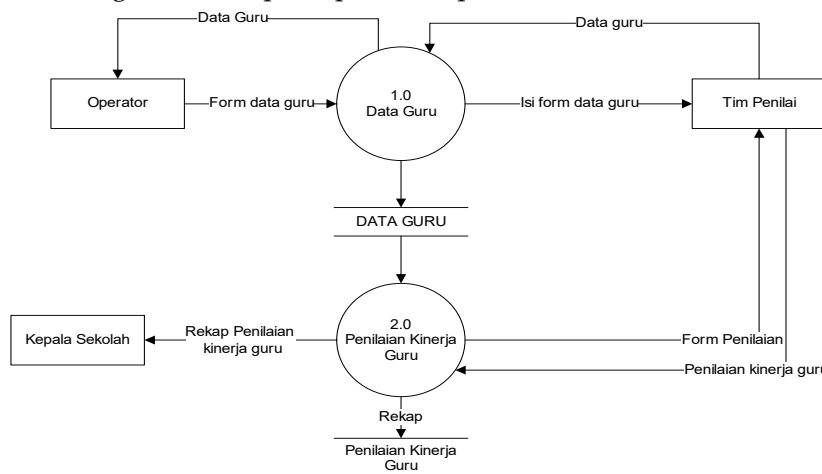 Data Guru
Data guru
Operator
Form data guru
1.0
Data Guru
Isi form data guru
Tim Penilai
DATA GURU
Kepala Sekolah
Rekap Penilaian
kinerja guru
2.0
Penilaian Kinerja
Guru
Form Penilaian
Penilaian kinerja guru
Rekap
Penilaian Kinerja
Guru